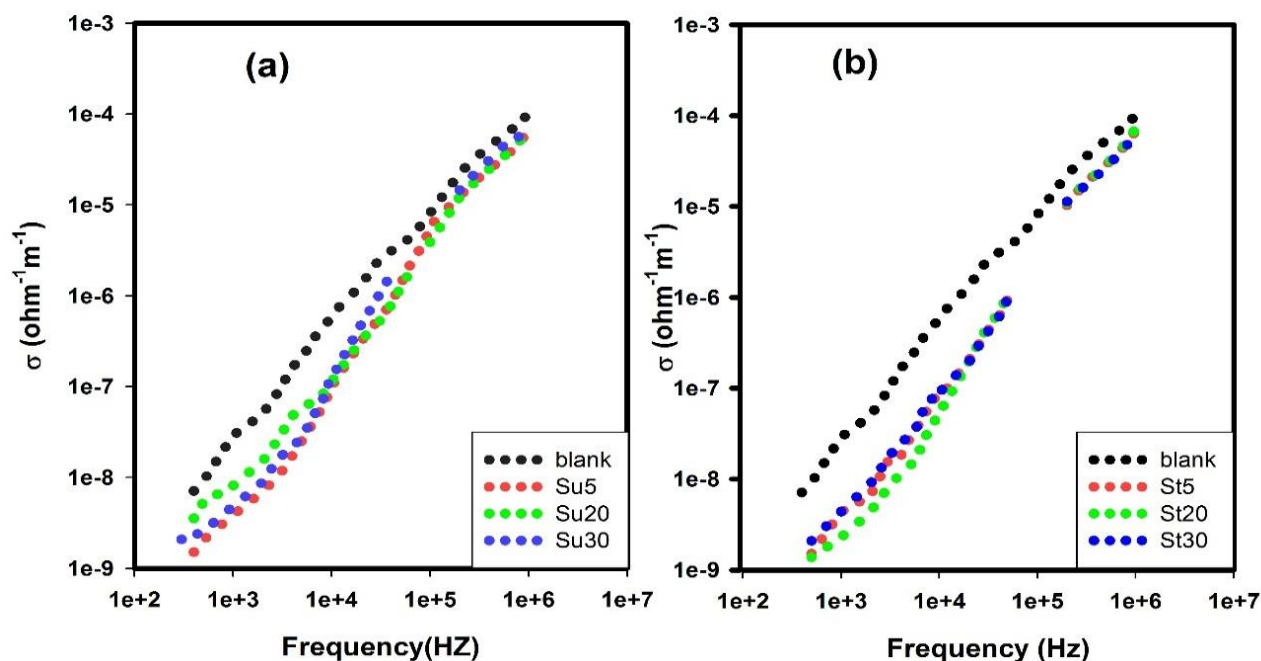 (a)
1e-3
1e-4
1e-5
1e-6
1e-7
1e-8
1e-9
σ (ohm⁻¹m⁻¹)
1e+2 1e+3 1e+4 1e+5 1e+6 1e+7
Frequency(HZ)
blank
Su5
Su20
Su30
(b)
1e-3
1e-4
1e-5
1e-6
1e-7
1e-8
1e-9
σ (ohm⁻¹m⁻¹)
1e+2 1e+3 1e+4 1e+5 1e+6 1e+7
Frequency (Hz)
blank
St5
St20
St30